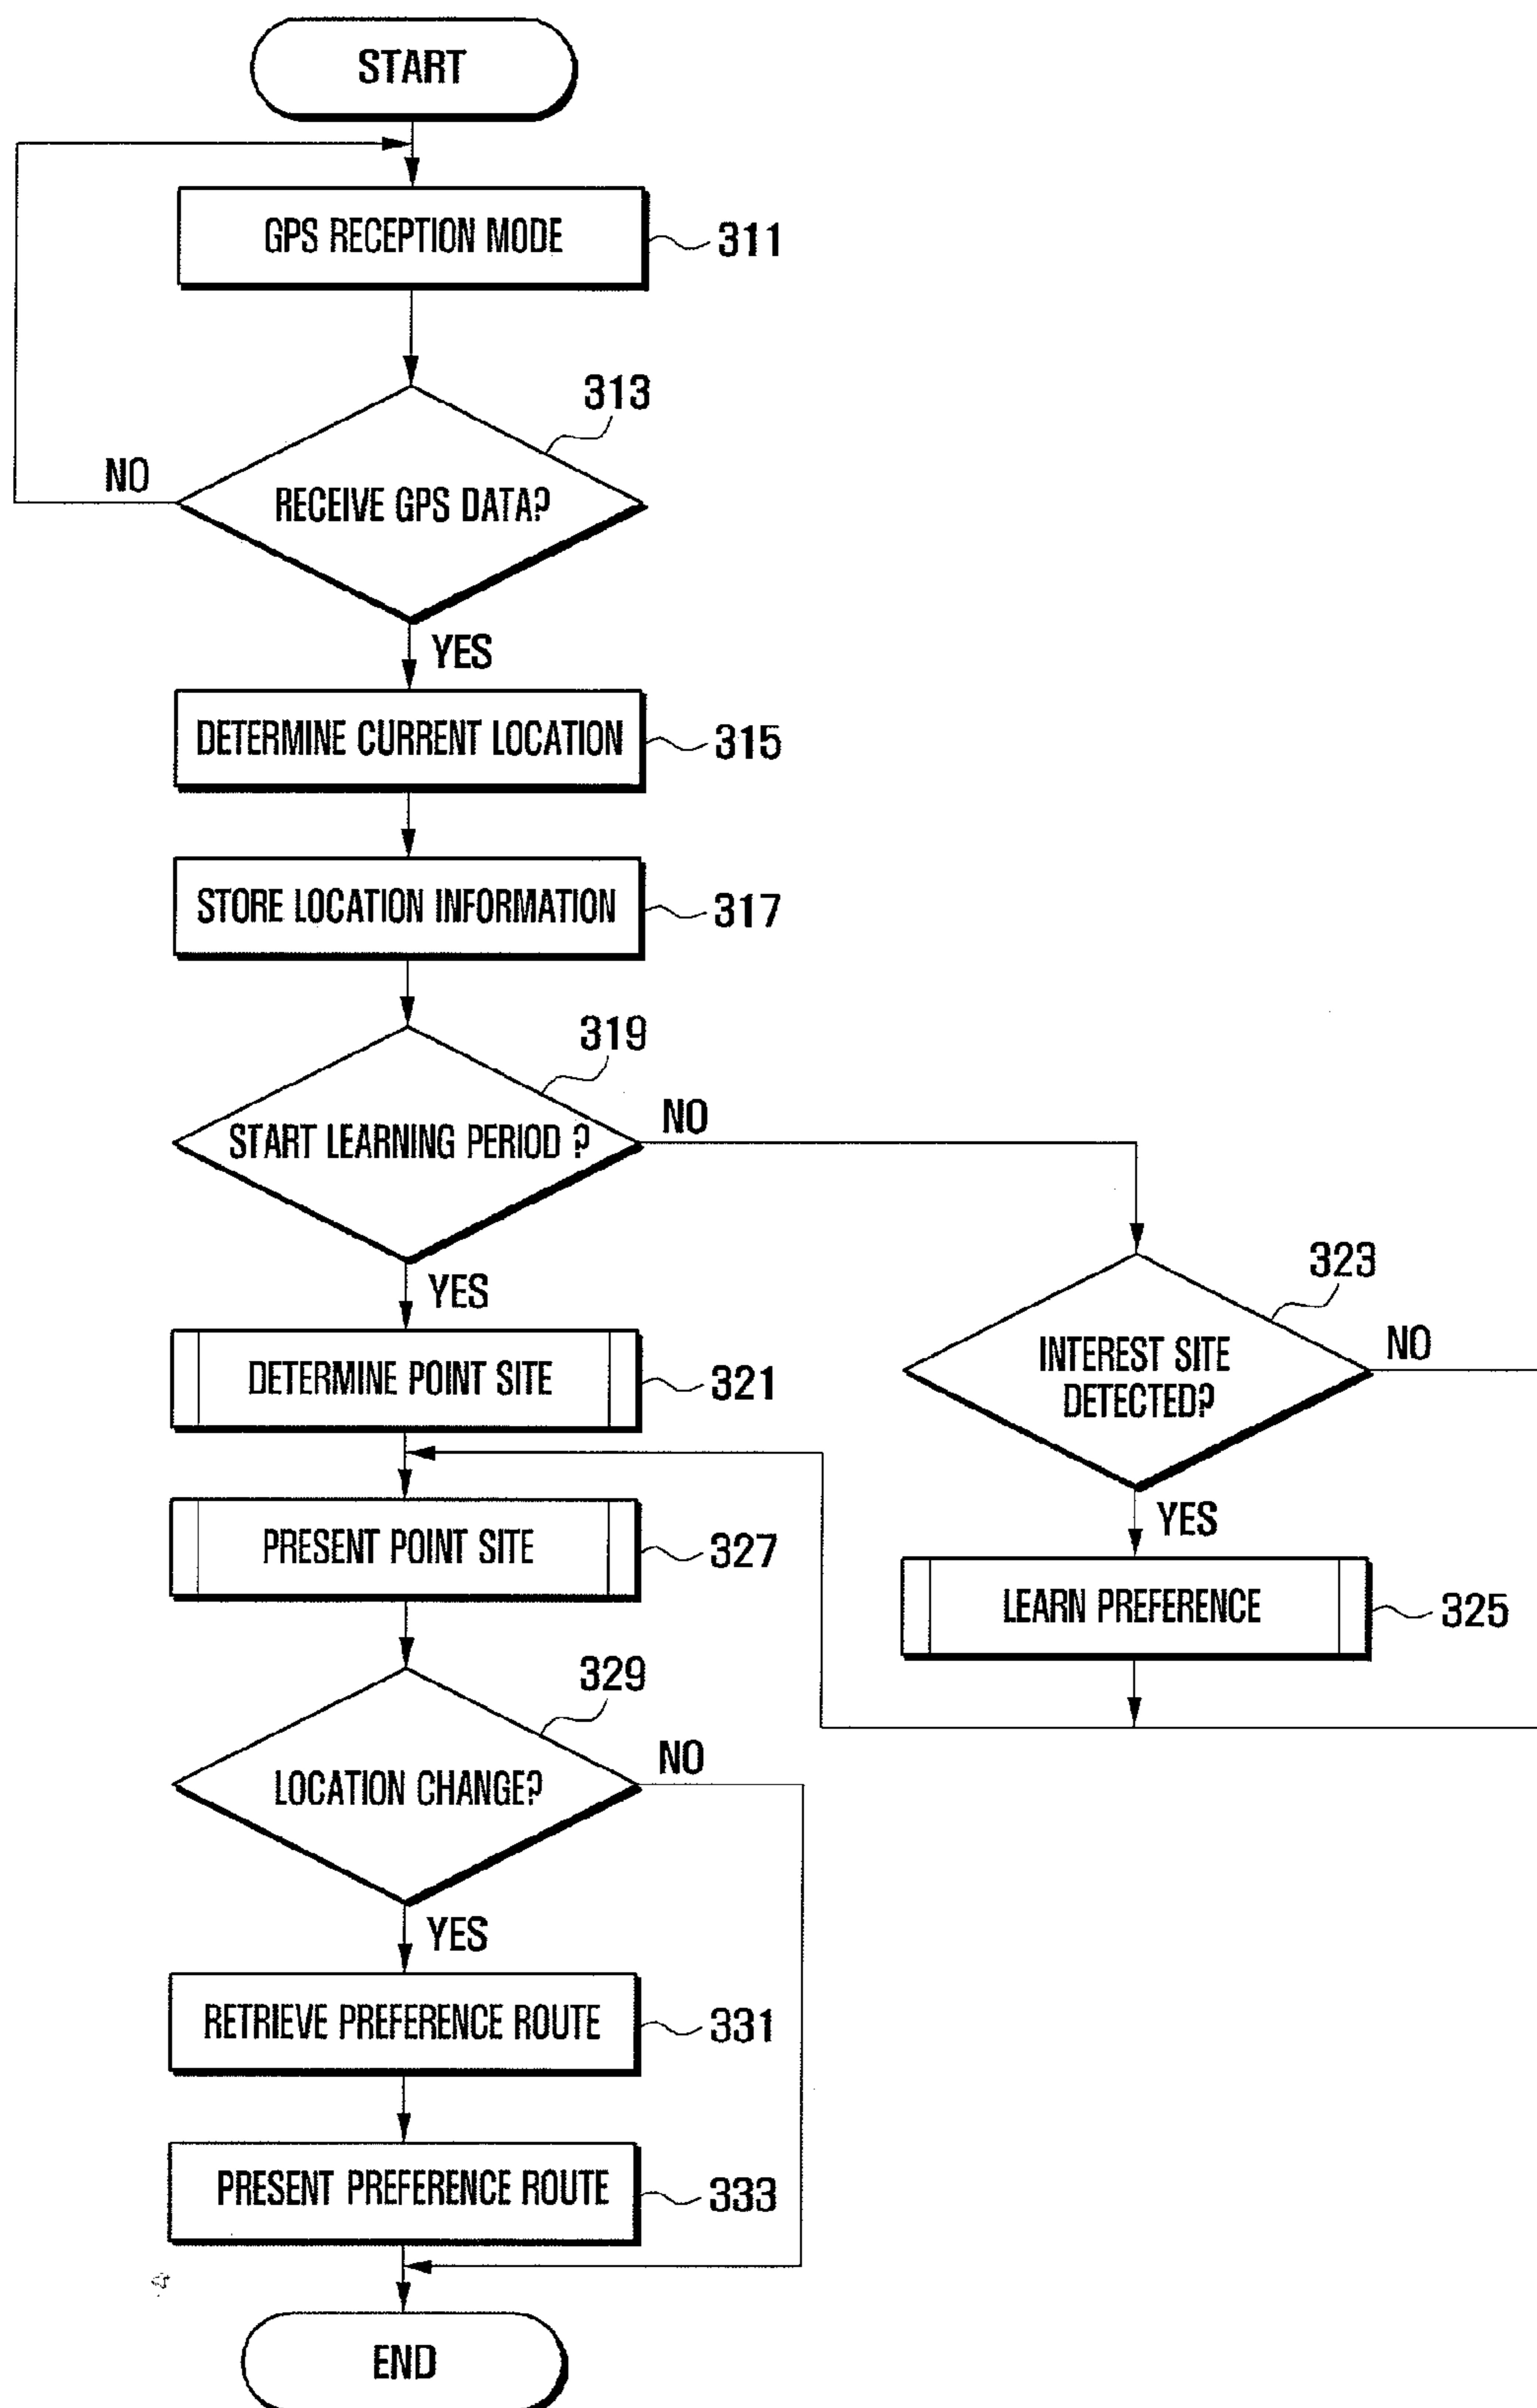 START
GPS RECEPTION MODE
311
313
NO
RECEIVE GPS DATA?
YES
DETERMINE CURRENT LOCATION
315
STORE LOCATION INFORMATION
317
319
START LEARNING PERIOD ?
NO
YES
323
INTEREST SITE
DETECTED?
NO
DETERMINE POINT SITE
321
YES
PRESENT POINT SITE
327
LEARN PREFERENCE
325
329
LOCATION CHANGE?
NO
YES
RETRIEVE PREFERENCE ROUTE
331
PRESENT PREFERENCE ROUTE
333
END